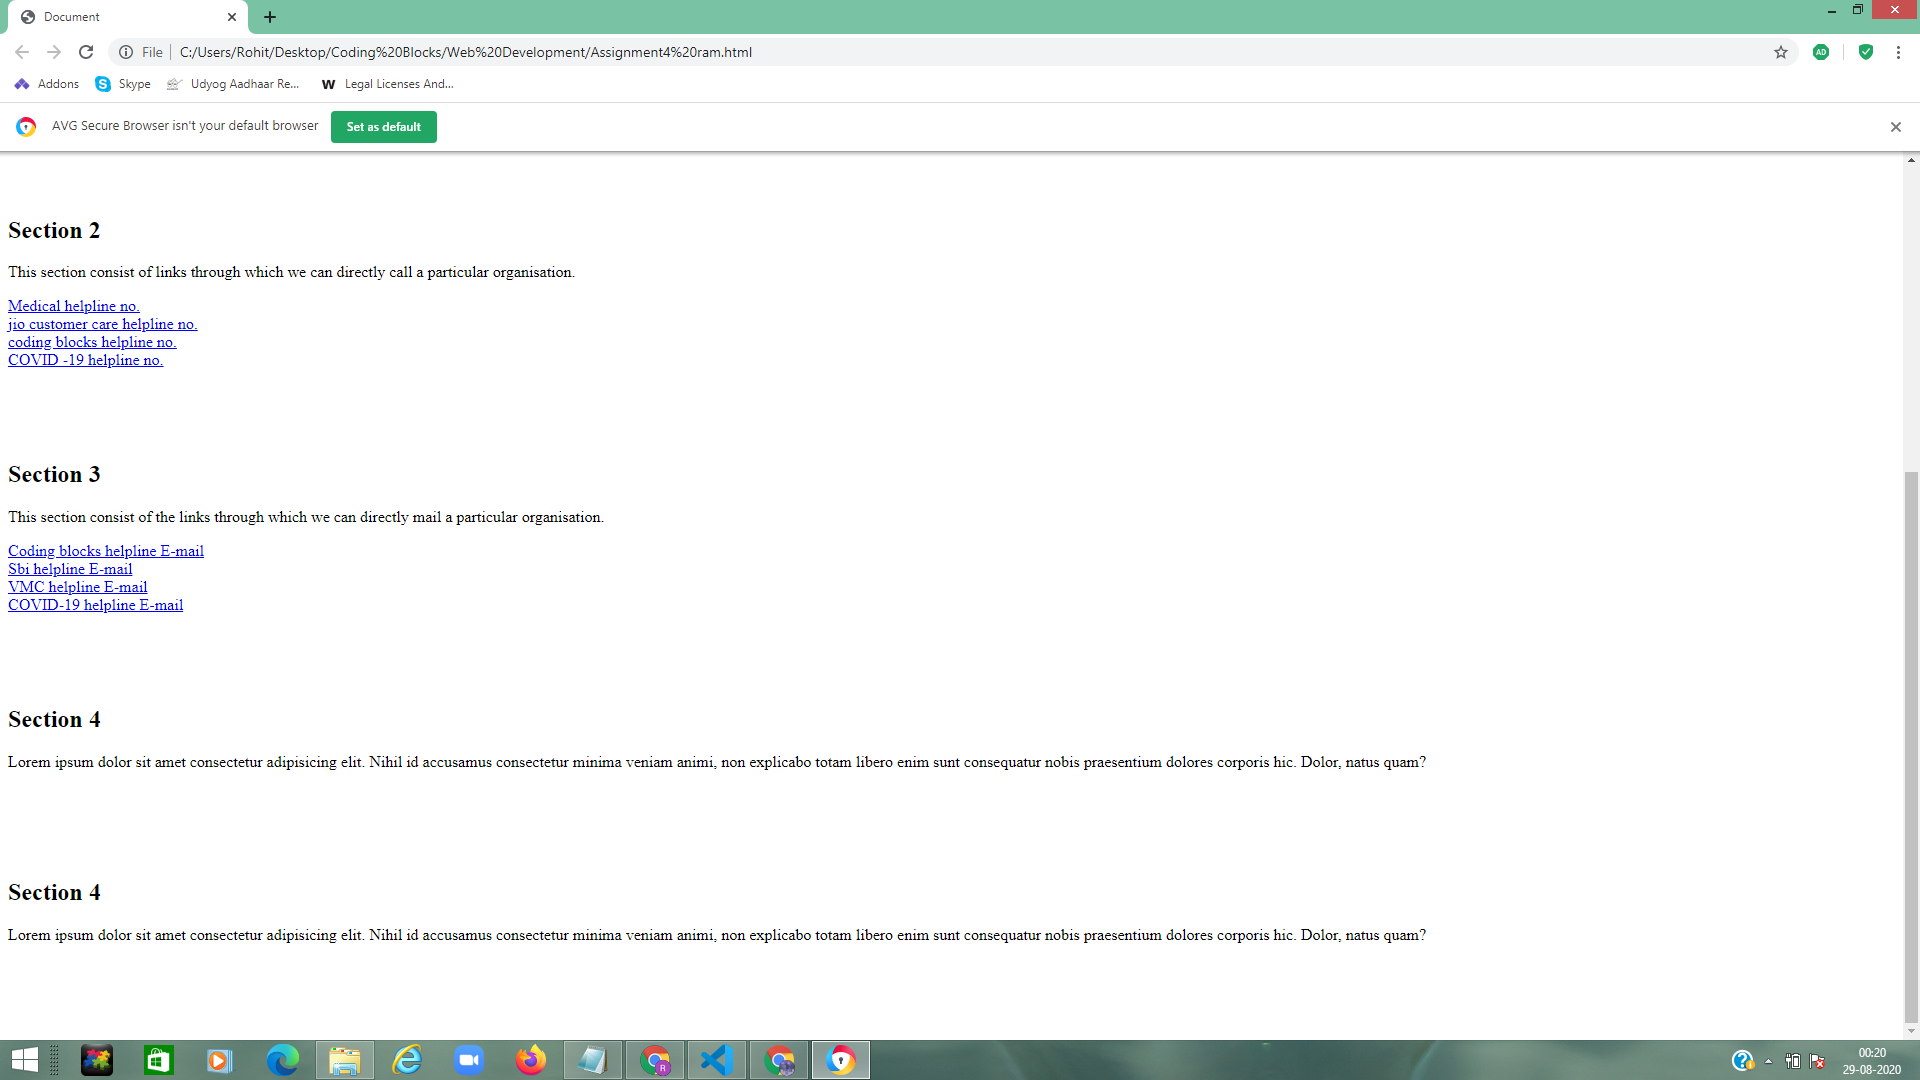 Document
File
C:/Users/Rohit/Desktop/Coding%20Blocks/Web%20Development/Assignment4%20ram.html
AD
Addons
Skype
Udyog Aadhaar Re...
W
Legal Licenses And...
AVG Secure Browser isn't your default browser
Set as default
Section 2
This section consist of links through which we can directly call a particular organisation.
Medical helpline no.
jio customer care helpline no.
coding blocks helpline no.
COVID -19 helpline no.
Section 3
This section consist of the links through which we can directly mail a particular organisation.
Coding blocks helpline E-mail
Sbi helpline E-mail
VMC helpline E-mail
COVID-19 helpline E-mail
Section 4
Lorem ipsum dolor sit amet consectetur adipisicing elit. Nihil id accusamus consectetur minima veniam animi, non explicabo totam libero enim sunt consequatur nobis praesentium dolores corporis hic. Dolor, natus quam?
Section 4
Lorem ipsum dolor sit amet consectetur adipisicing elit. Nihil id accusamus consectetur minima veniam animi, non explicabo totam libero enim sunt consequatur nobis praesentium dolores corporis hic. Dolor, natus quam?
R
00:20
29-08-2020